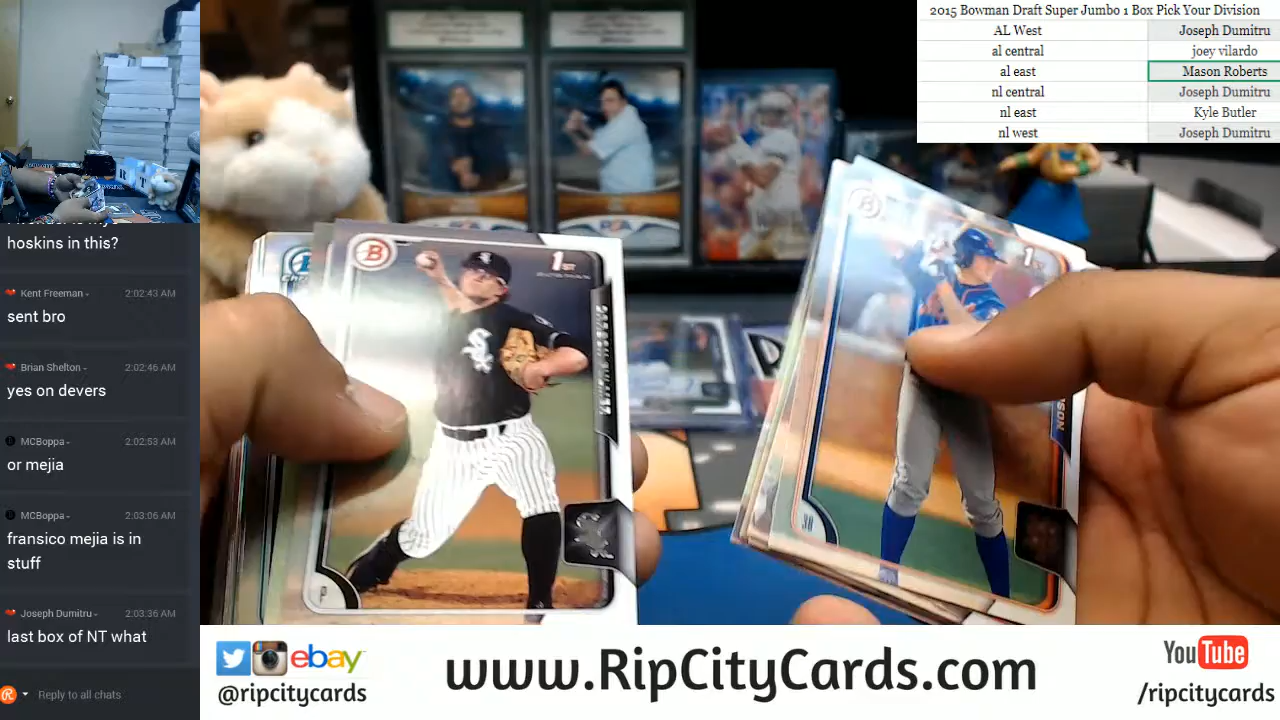 2015 Bowman Draft Super Jumbo 1 Box Pick Your Division
AL West Joseph Dumitru
al central joey vilardo
al east Mason Roberts
nl central Joseph Dumitru
nl east Kyle Butler
nl west Joseph Dumitru
hoskins in this?
Kent Freeman - 2:02:43 AM
sent bro
Brian Shelton - 2:02:46 AM
yes on devers
MCBoppa - 2:02:53 AM
or mejia
MCBoppa - 2:03:06 AM
fransico mejia is in
stuff
Joseph Dumitru - 2:03:36 AM
last box of NT what
Reply to all chats
B
1ST
P
B
1ST
3B
ebay
@ripcitycards
www.RipCityCards.com
YouTube
/ripcitycards